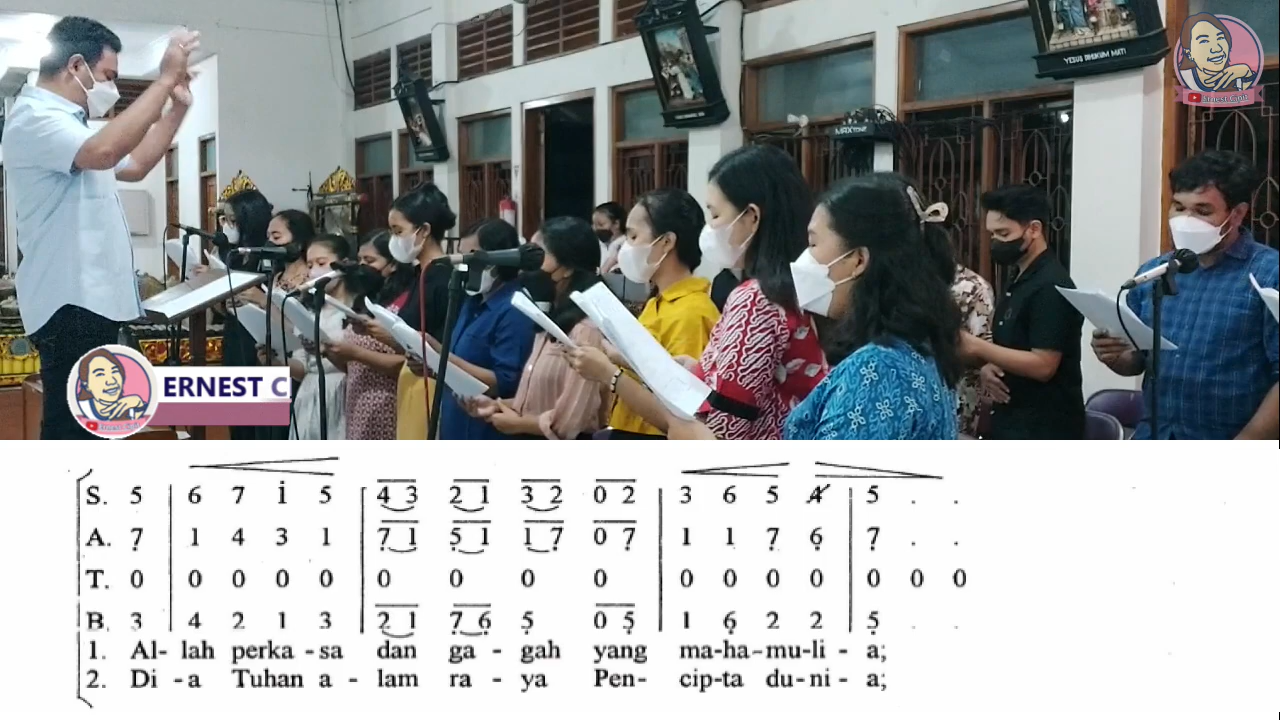 YESUS DIHUKUM MATI
Ernest Cipit
MAXTONE
ERNEST C
Ernest Cipit
S. 5 | 6 7 i̇ 5 | 4 3 2 1 3 2 0 2 | 3 6 5 4̸ | 5 . .
A. 7̣ | 1 4 3 1 | 7̣ 1 5̣ 1 1 7̣ 0 7̣ | 1 1 7̣ 6̣ | 7̣ . .
T. 0 | 0 0 0 0 | 0 0 0 0 | 0 0 0 0 | 0 0 0
B. 3 | 4 2 1 3 | 2 1 7̣ 6̣ 5̣ 0 5̣ | 1 6̣ 2 2 | 5̣ . .
1. Al- lah perka - sa dan ga - gah yang ma-ha-mu-li - a;
2. Di - a Tuhan a - lam ra - ya Pen- cip-ta du-ni - a;